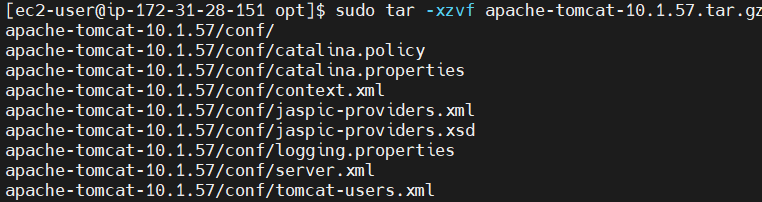 [ec2-user@ip-172-31-28-151 opt]$ sudo tar -xzvf apache-tomcat-10.1.57.tar.gz
apache-tomcat-10.1.57/conf/
apache-tomcat-10.1.57/conf/catalina.policy
apache-tomcat-10.1.57/conf/catalina.properties
apache-tomcat-10.1.57/conf/context.xml
apache-tomcat-10.1.57/conf/jaspic-providers.xml
apache-tomcat-10.1.57/conf/jaspic-providers.xsd
apache-tomcat-10.1.57/conf/logging.properties
apache-tomcat-10.1.57/conf/server.xml
apache-tomcat-10.1.57/conf/tomcat-users.xml